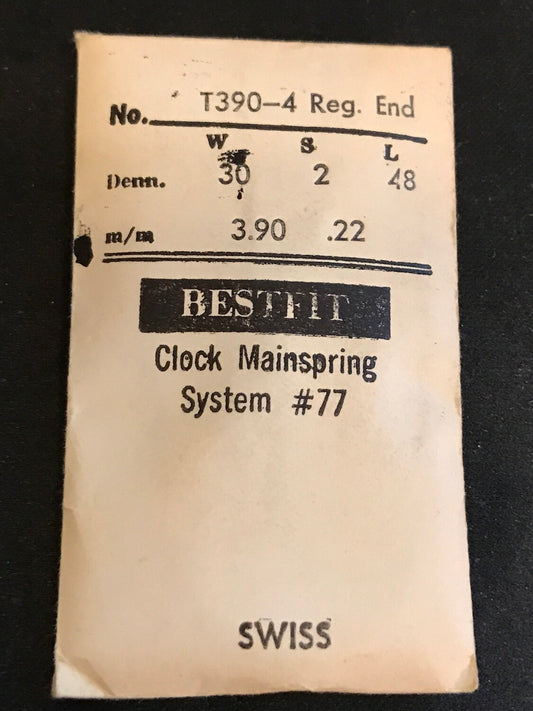 No. T390-4 Reg. End
W S L
Denn. 30 2 48
m/m 3.90 .22
BESTFIT
Clock Mainspring
System #77
SWISS